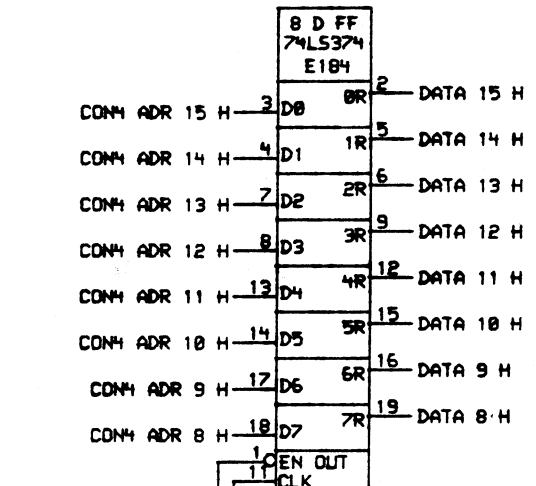 8 D FF
74LS374
E184
CON4 ADR 15 H 3 D0 0R 2 DATA 15 H
CON4 ADR 14 H 4 D1 1R 5 DATA 14 H
CON4 ADR 13 H 7 D2 2R 6 DATA 13 H
CON4 ADR 12 H 8 D3 3R 9 DATA 12 H
CON4 ADR 11 H 13 D4 4R 12 DATA 11 H
CON4 ADR 10 H 14 D5 5R 15 DATA 10 H
CON4 ADR 9 H 17 D6 6R 16 DATA 9 H
CON4 ADR 8 H 18 D7 7R 19 DATA 8 H
1 EN OUT
11 CLK